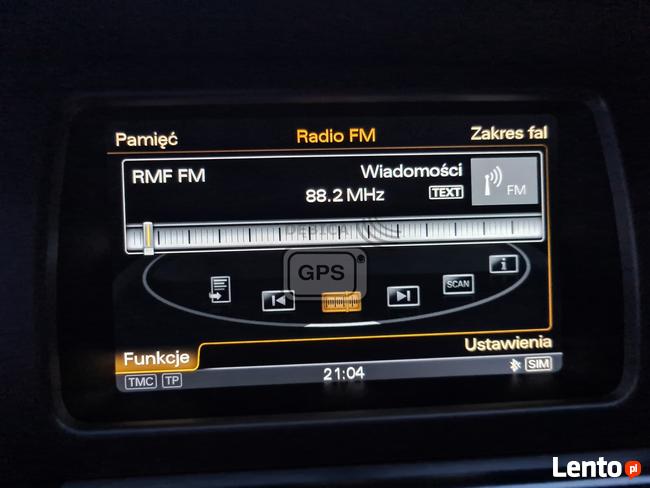 Pamięć
Radio FM
Zakres fal
RMF FM
Wiadomości
88.2 MHz
TEXT
FM
DĘBICA
GPS
i
SCAN
Funkcje
Ustawienia
TMC TP
21:04
SIM
Lento.pl